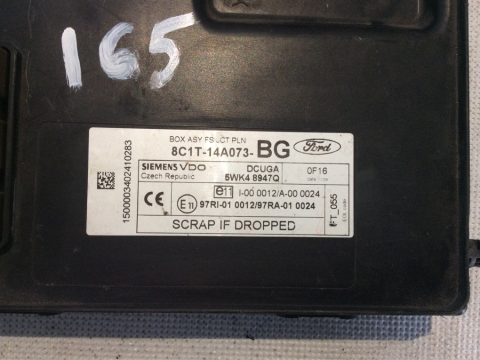 165
BOX ASY FS JCT PLN
8C1T-14A073-BG
Ford
SIEMENS VDO
Czech Republic
DCUGA
5WK4 8947Q
0F16
e11 I-00 0012/A-00 0024
CE
E11 97RI-01 0012/97RA-01 0024
SCRAP IF DROPPED
FT_055
15000003402410283